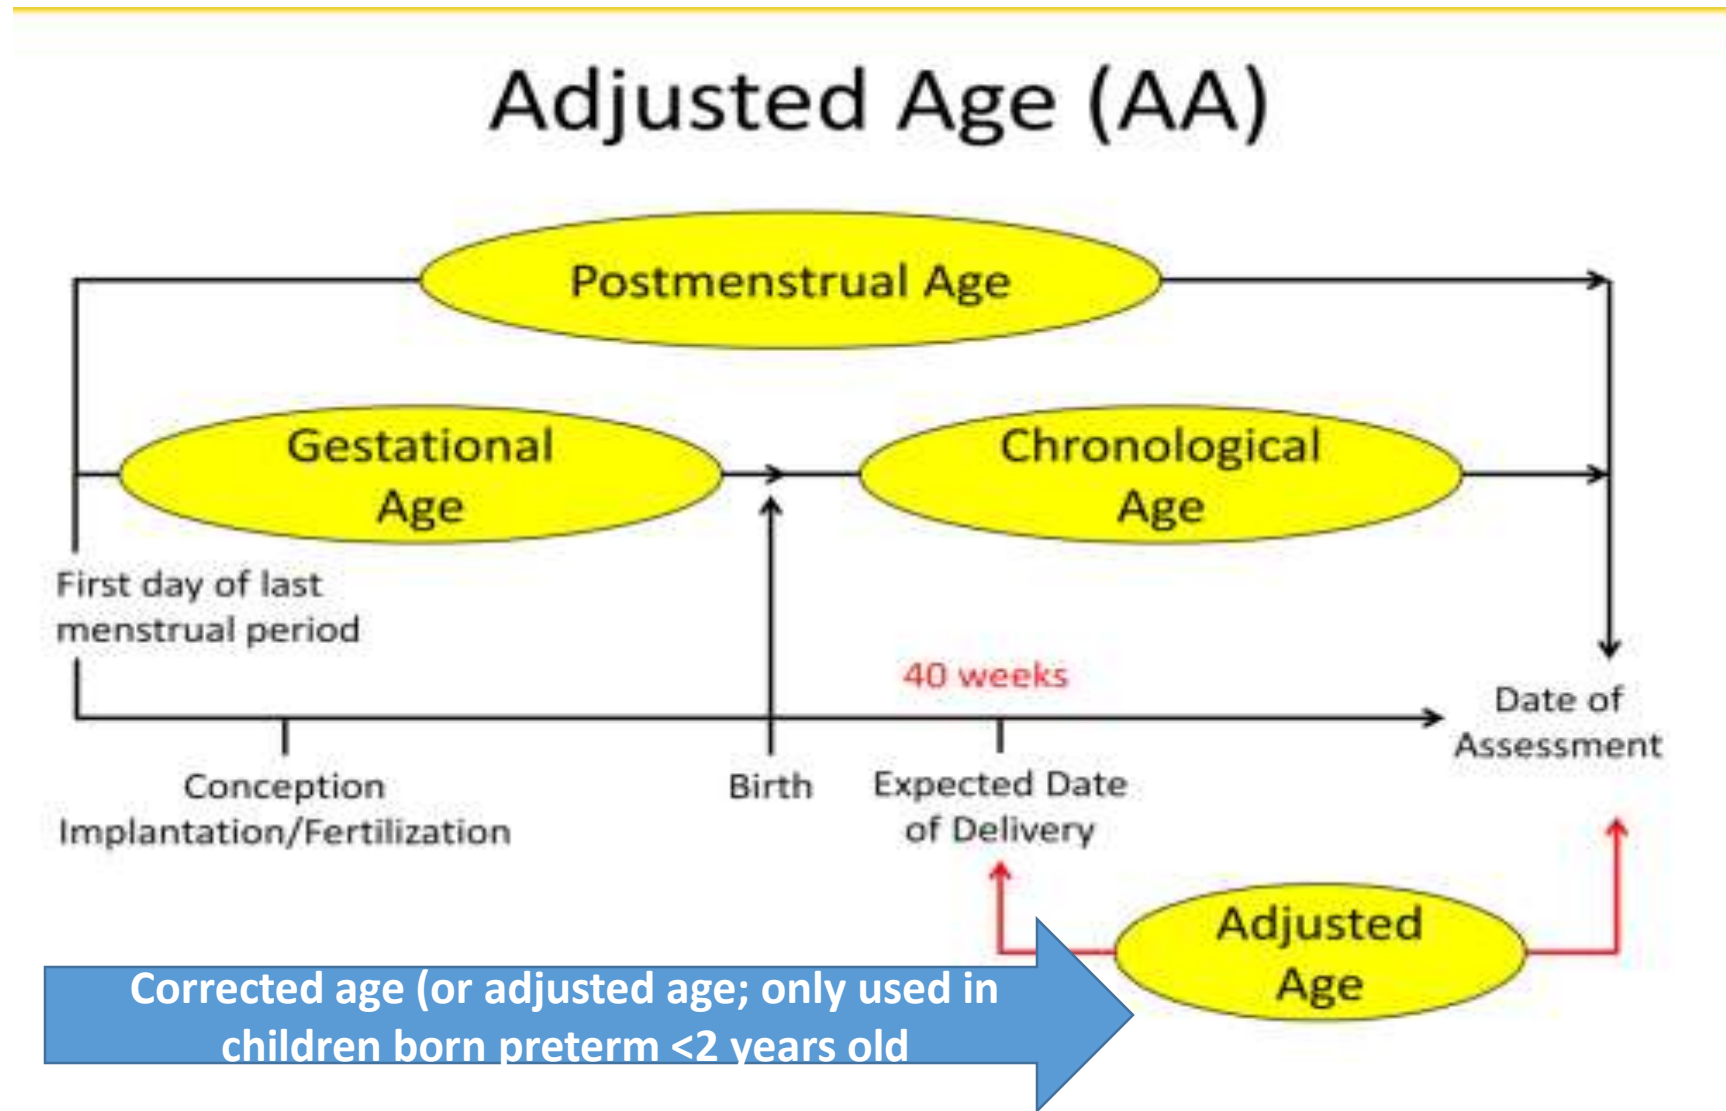 Adjusted Age (AA)
Postmenstrual Age
Gestational
Age
Chronological
Age
First day of last
menstrual period
40 weeks
Date of
Assessment
Conception
Implantation/Fertilization
Birth
Expected Date
of Delivery
Adjusted
Age
Corrected age (or adjusted age; only used in
children born preterm <2 years old